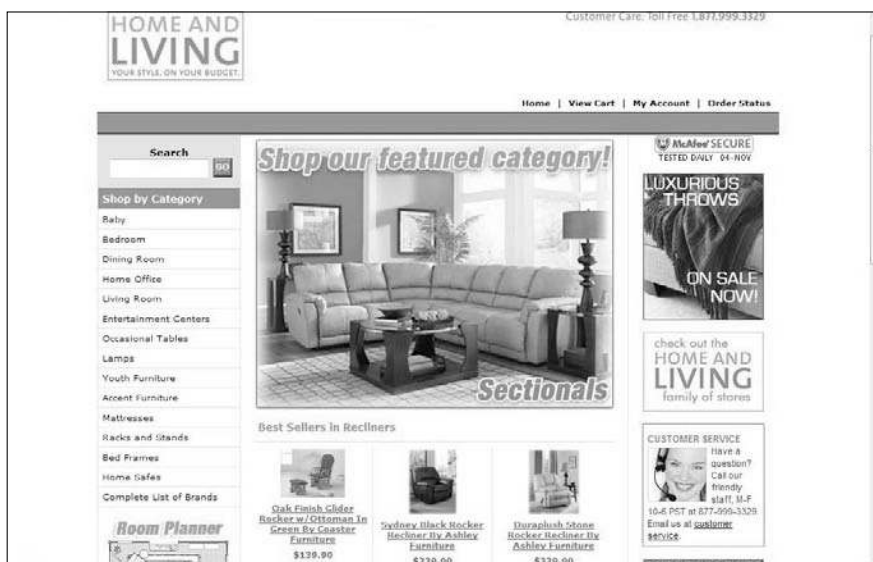 Customer Care: Toll Free 1.877.999.3329
HOME AND
LIVING
YOUR STYLE, ON YOUR BUDGET.
Home | View Cart | My Account | Order Status
Search
GO
Shop by Category
Baby
Bedroom
Dining Room
Home Office
Living Room
Entertainment Centers
Occasional Tables
Lamps
Youth Furniture
Accent Furniture
Mattresses
Racks and Stands
Bed Frames
Home Safes
Complete List of Brands
Room Planner
Shop our featured category!
Sectionals
Best Sellers in Recliners
Oak Finish Glider
Rocker w/Ottoman In
Green By Coaster
Furniture
$139.90
Sydney Black Rocker
Recliner By Ashley
Furniture
Duraplush Stone
Rocker Recliner By
Ashley Furniture
McAfee SECURE
TESTED DAILY 04-NOV
LUXURIOUS
THROWS
ON SALE
NOW!
check out the
HOME AND
LIVING
family of stores
CUSTOMER SERVICE
Have a
question?
Call our
friendly
staff, M-F
10-6 PST at 877-999-3329
Email us at customer
service.